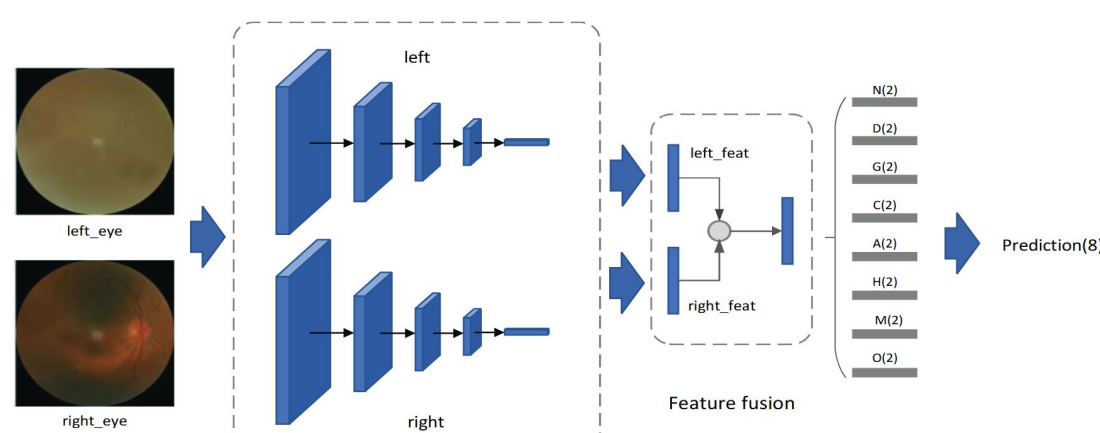 left
left_eye
right_eye
right
left_feat
right_feat
Feature fusion
N(2)
D(2)
G(2)
C(2)
A(2)
H(2)
M(2)
O(2)
Prediction(8)